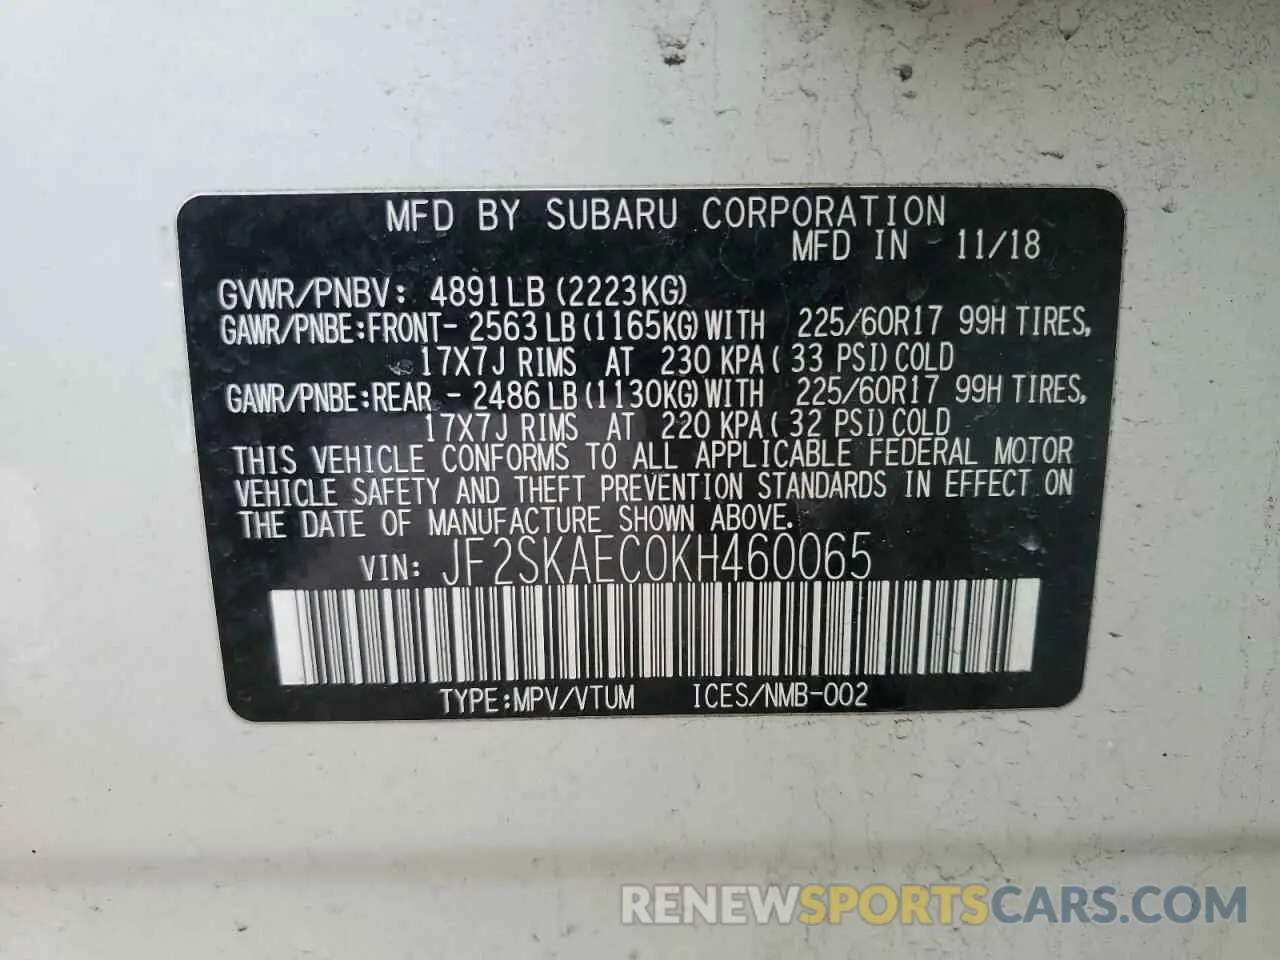 MFD BY SUBARU CORPORATION
MFD IN 11/18
GVWR/PNBV: 4891LB (2223KG)
GAWR/PNBE:FRONT- 2563 LB (1165KG) WITH 225/60R17 99H TIRES,
17X7J RIMS AT 230 KPA ( 33 PSI) COLD
GAWR/PNBE:REAR - 2486 LB (1130KG) WITH 225/60R17 99H TIRES,
17X7J RIMS AT 220 KPA ( 32 PSI) COLD
THIS VEHICLE CONFORMS TO ALL APPLICABLE FEDERAL MOTOR
VEHICLE SAFETY AND THEFT PREVENTION STANDARDS IN EFFECT ON
THE DATE OF MANUFACTURE SHOWN ABOVE.
VIN: JF2SKAEC0KH460065
TYPE:MPV/VTUM ICES/NMB-002
RENEWSPORTSCARS.COM